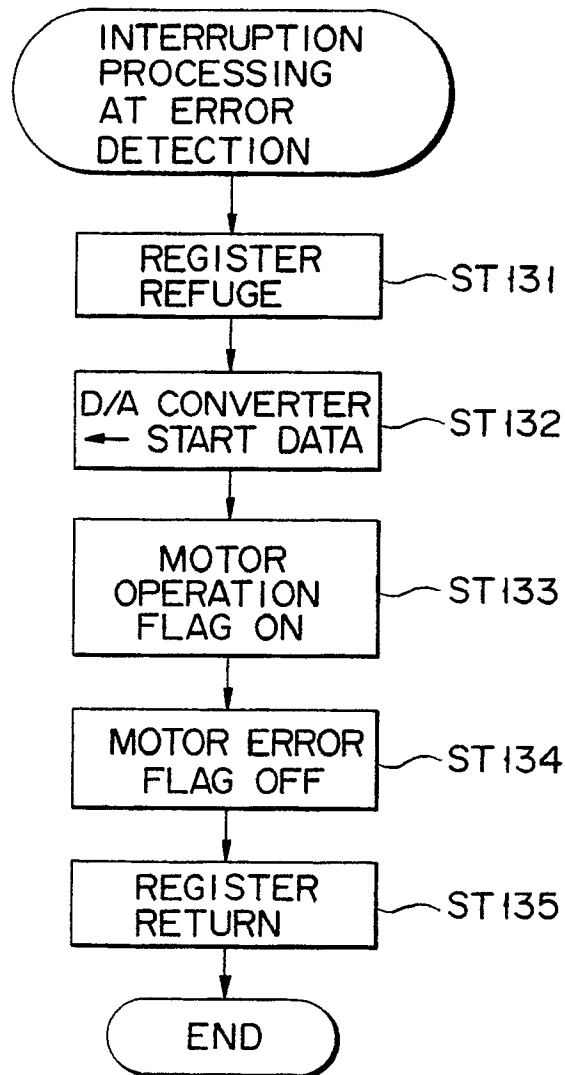 INTERRUPTION
PROCESSING
AT ERROR
DETECTION
REGISTER
REFUGE
ST131
D/A CONVERTER
← START DATA
ST132
MOTOR
OPERATION
FLAG ON
ST133
MOTOR ERROR
FLAG OFF
ST134
REGISTER
RETURN
ST135
END